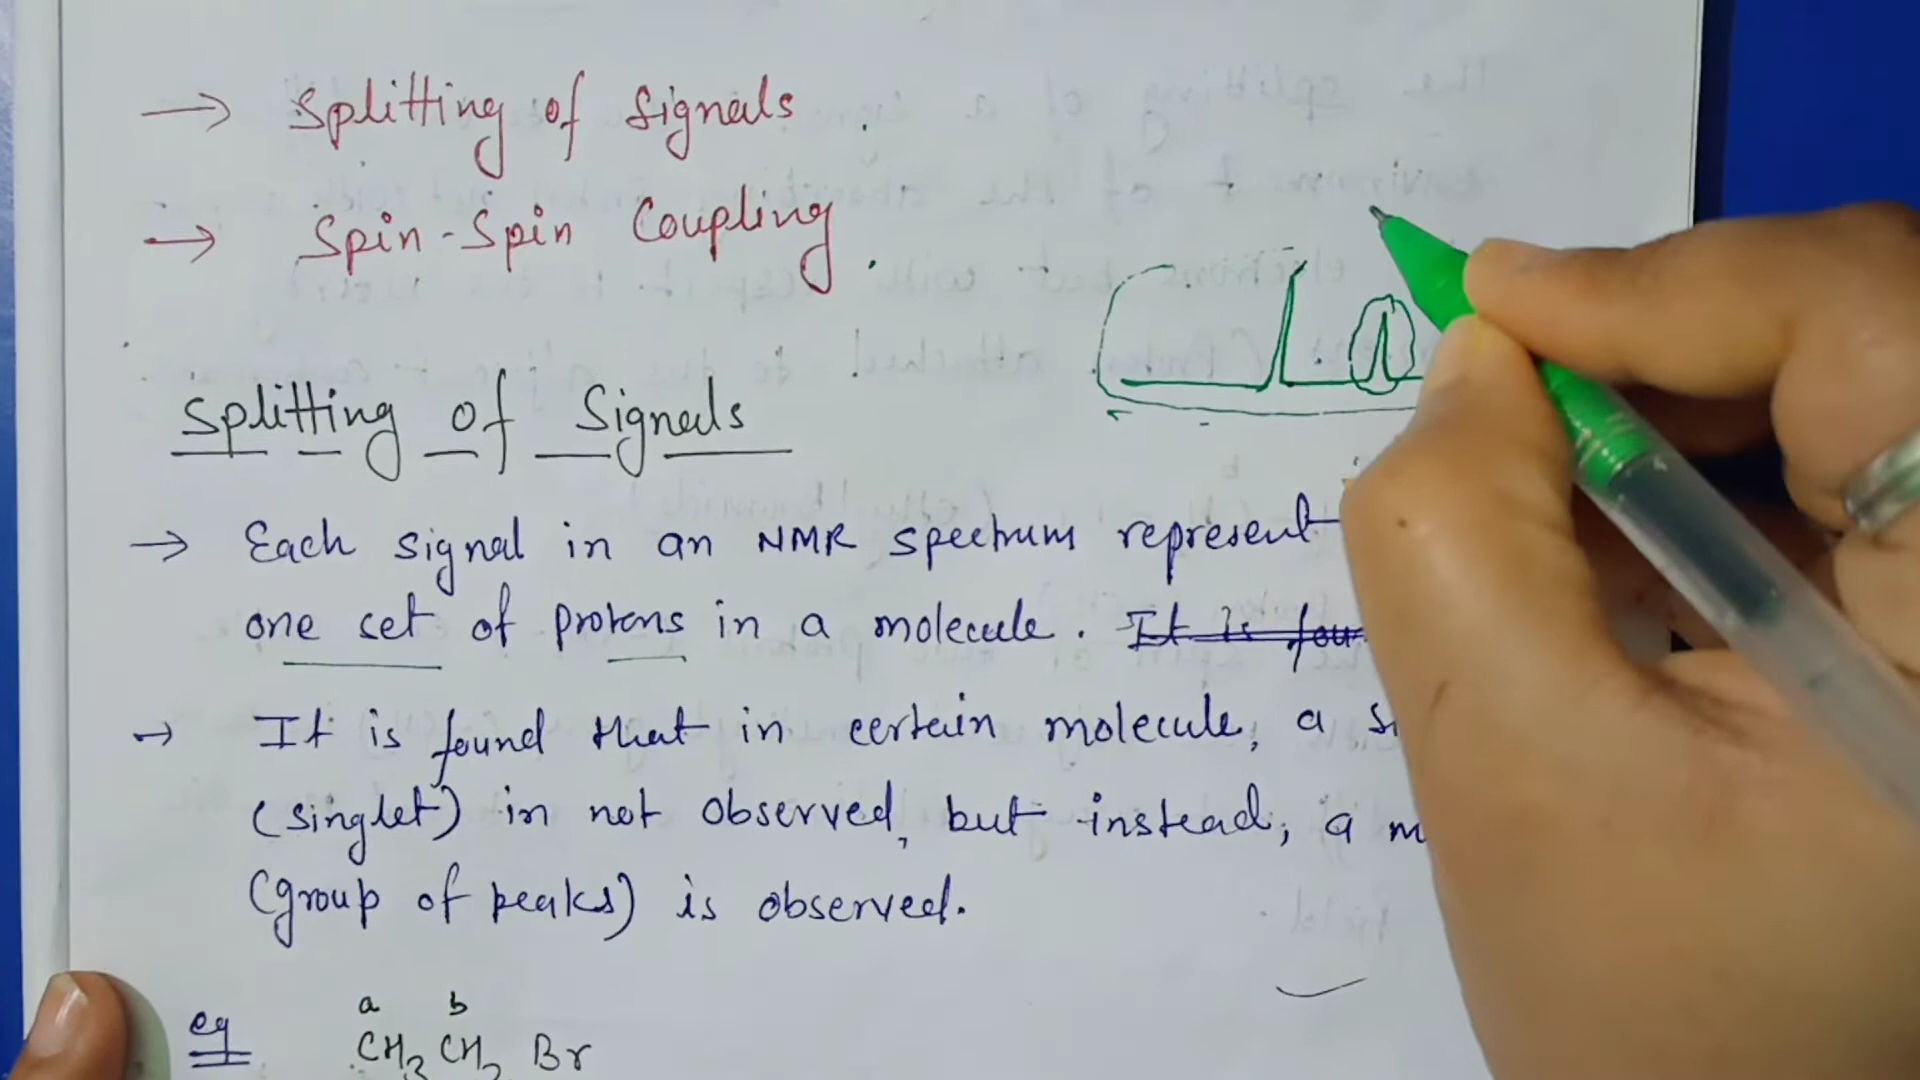 → Splitting of Signals .
→ Spin-Spin Coupling .
Splitting of Signals
→ Each signal in an NMR spectrum represent
one set of protons in a molecule . It is
→ It is found that in certain molecule, a
(singlet) in not observed, but instead, a
(group of peaks) is observed.
a b
eg CH3 CH2 Br